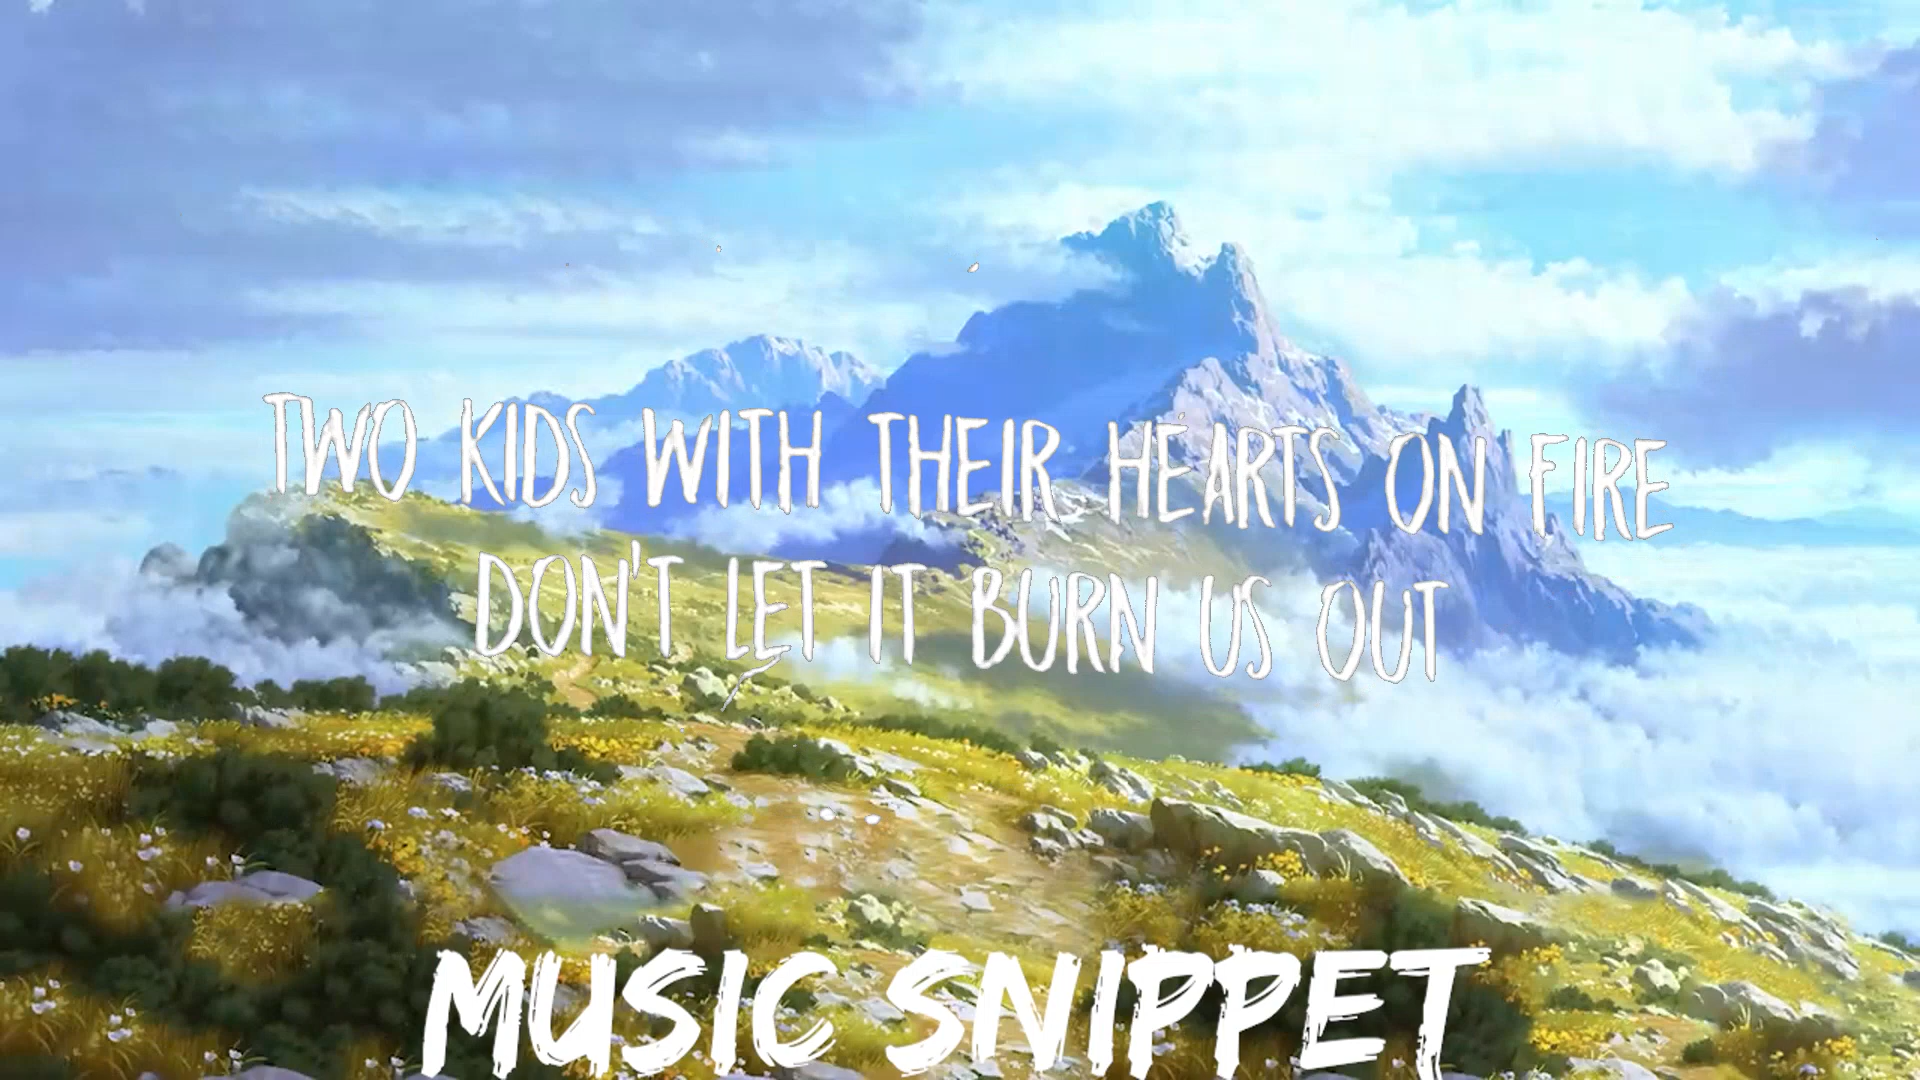 TWO KIDS WITH THEIR HEARTS ON FIRE
DON'T LET IT BURN US OUT
MUSIC SNIPPET